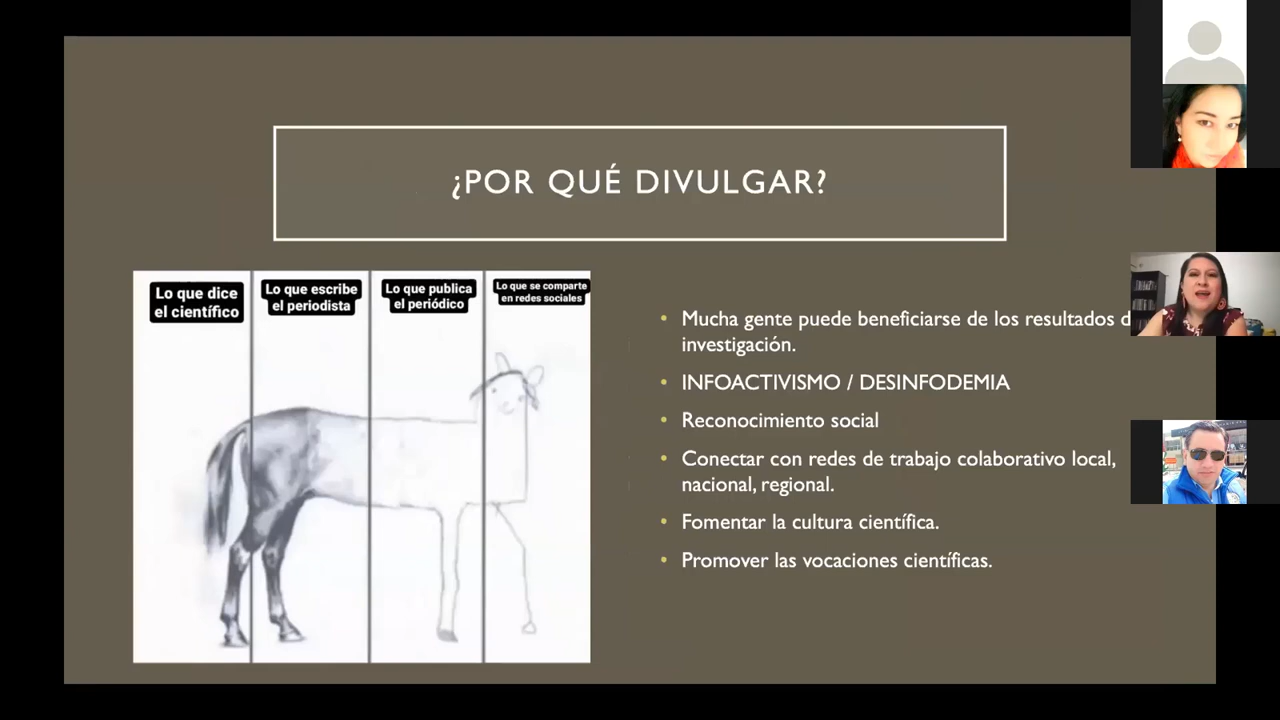 ¿POR QUÉ DIVULGAR?
Lo que dice
el científico
Lo que escribe
el periodista
Lo que publica
el periódico
Lo que se comparte
en redes sociales
• Mucha gente puede beneficiarse de los resultados
investigación.
• INFOACTIVISMO / DESINFODEMIA
• Reconocimiento social
• Conectar con redes de trabajo colaborativo local,
nacional, regional.
• Fomentar la cultura científica.
• Promover las vocaciones científicas.